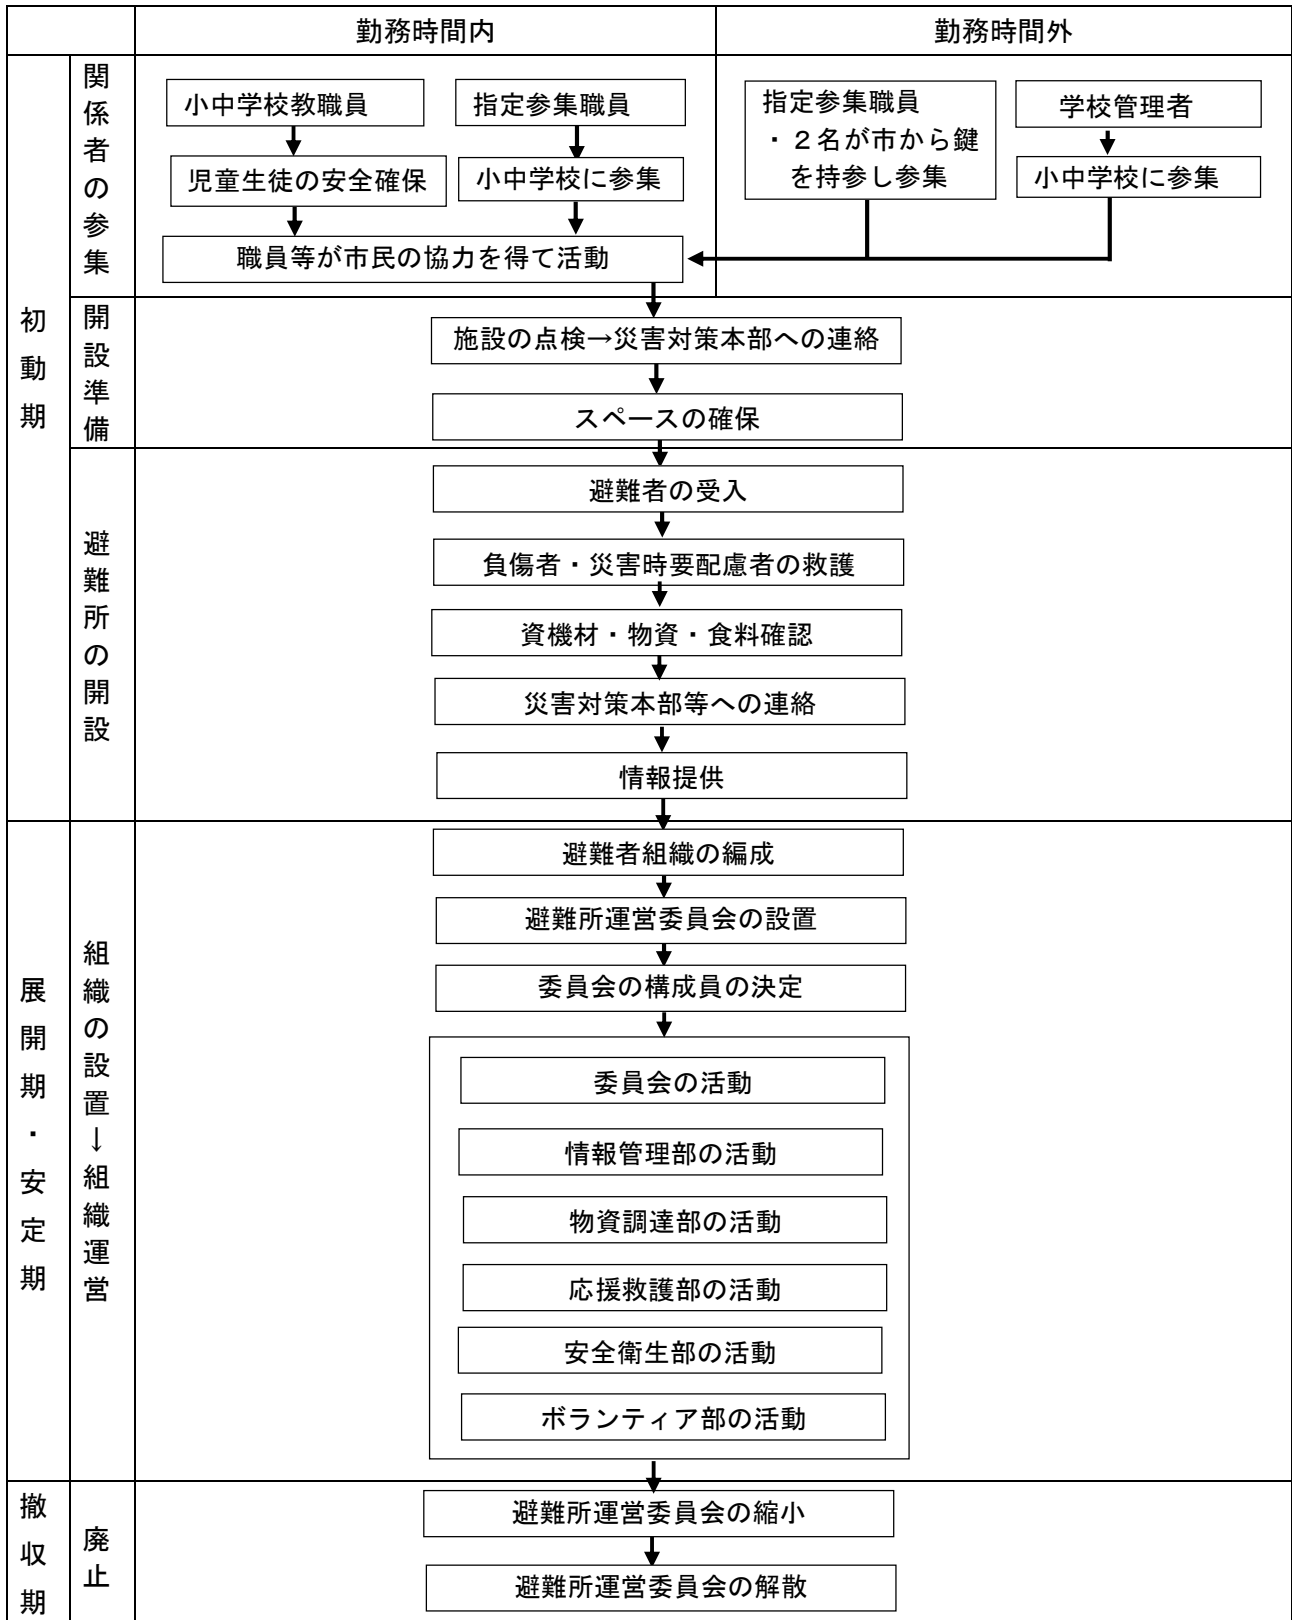 勤務時間内
勤務時間外
初動期
関係者の参集
小中学校教職員
指定参集職員
児童生徒の安全確保
小中学校に参集
職員等が市民の協力を得て活動
指定参集職員
・２名が市から鍵
を持参し参集
学校管理者
小中学校に参集
開設準備
施設の点検→災害対策本部への連絡
スペースの確保
避難所の開設
避難者の受入
負傷者・災害時要配慮者の救護
資機材・物資・食料確認
災害対策本部等への連絡
情報提供
展開期・安定期
組織の設置→組織運営
避難者組織の編成
避難所運営委員会の設置
委員会の構成員の決定
委員会の活動
情報管理部の活動
物資調達部の活動
応援救護部の活動
安全衛生部の活動
ボランティア部の活動
撤収期
廃止
避難所運営委員会の縮小
避難所運営委員会の解散